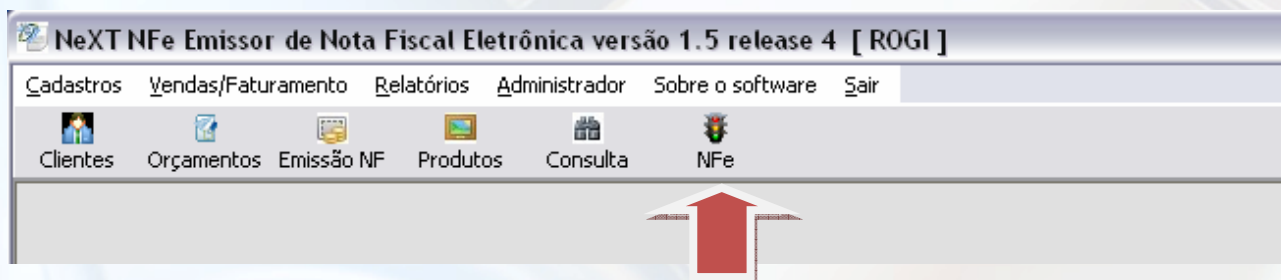 NeXT NFe Emissor de Nota Fiscal Eletrônica versão 1.5 release 4 [ ROGI ]
Cadastros Vendas/Faturamento Relatórios Administrador Sobre o software Sair
Clientes Orçamentos Emissão NF Produtos Consulta NFe